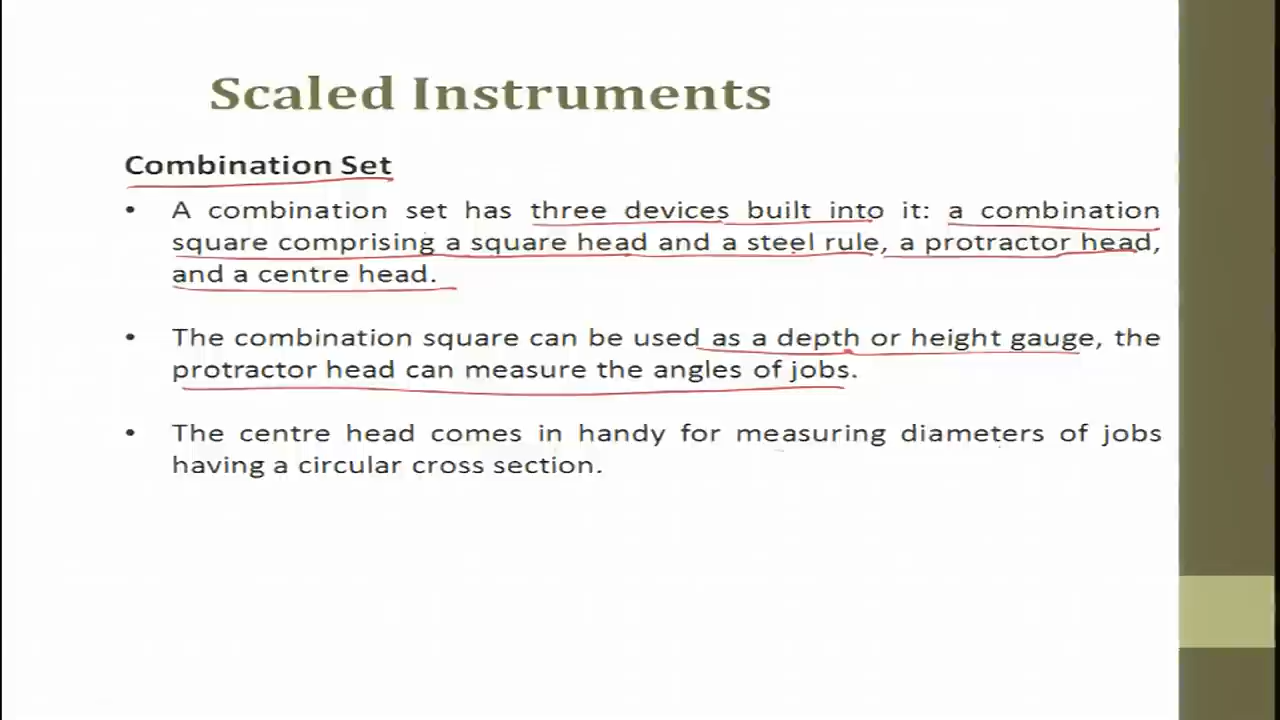 Scaled Instruments
Combination Set
• A combination set has three devices built into it: a combination
square comprising a square head and a steel rule, a protractor head,
and a centre head.
• The combination square can be used as a depth or height gauge, the
protractor head can measure the angles of jobs.
• The centre head comes in handy for measuring diameters of jobs
having a circular cross section.